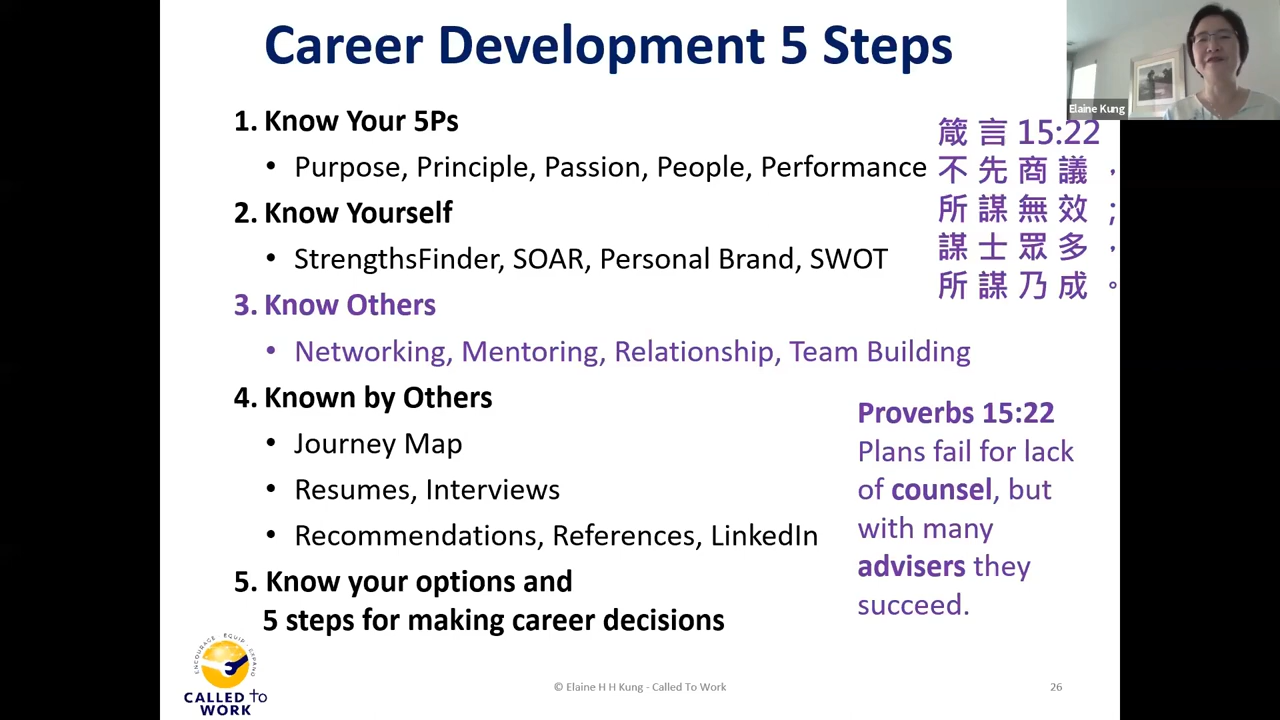 Career Development 5 Steps
Elaine Kung
1. Know Your 5Ps
• Purpose, Principle, Passion, People, Performance
2. Know Yourself
• StrengthsFinder, SOAR, Personal Brand, SWOT
3. Know Others
• Networking, Mentoring, Relationship, Team Building
4. Known by Others
• Journey Map
• Resumes, Interviews
• Recommendations, References, LinkedIn
5. Know your options and
5 steps for making career decisions
箴言 15:22
不先商議，
所謀無效；
謀士眾多，
所謀乃成。
Proverbs 15:22
Plans fail for lack
of counsel, but
with many
advisers they
succeed.
ENCOURAGE · EQUIP · EXPAND
CALLED TO
WORK
© Elaine H H Kung - Called To Work
26